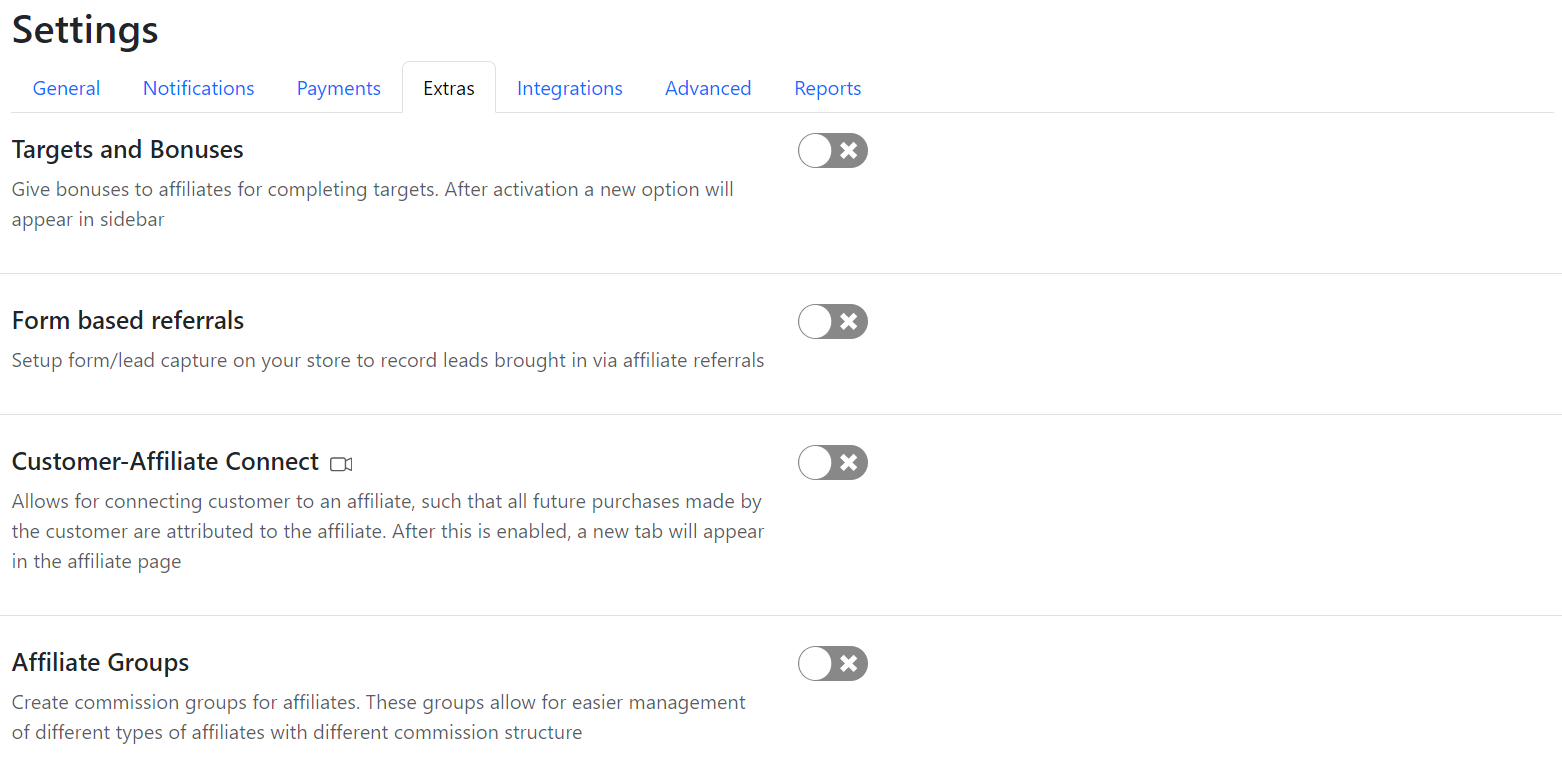 Settings
General Notifications Payments Extras Integrations Advanced Reports
Targets and Bonuses
Give bonuses to affiliates for completing targets. After activation a new option will
appear in sidebar
Form based referrals
Setup form/lead capture on your store to record leads brought in via affiliate referrals
Customer-Affiliate Connect
Allows for connecting customer to an affiliate, such that all future purchases made by
the customer are attributed to the affiliate. After this is enabled, a new tab will appear
in the affiliate page
Affiliate Groups
Create commission groups for affiliates. These groups allow for easier management
of different types of affiliates with different commission structure